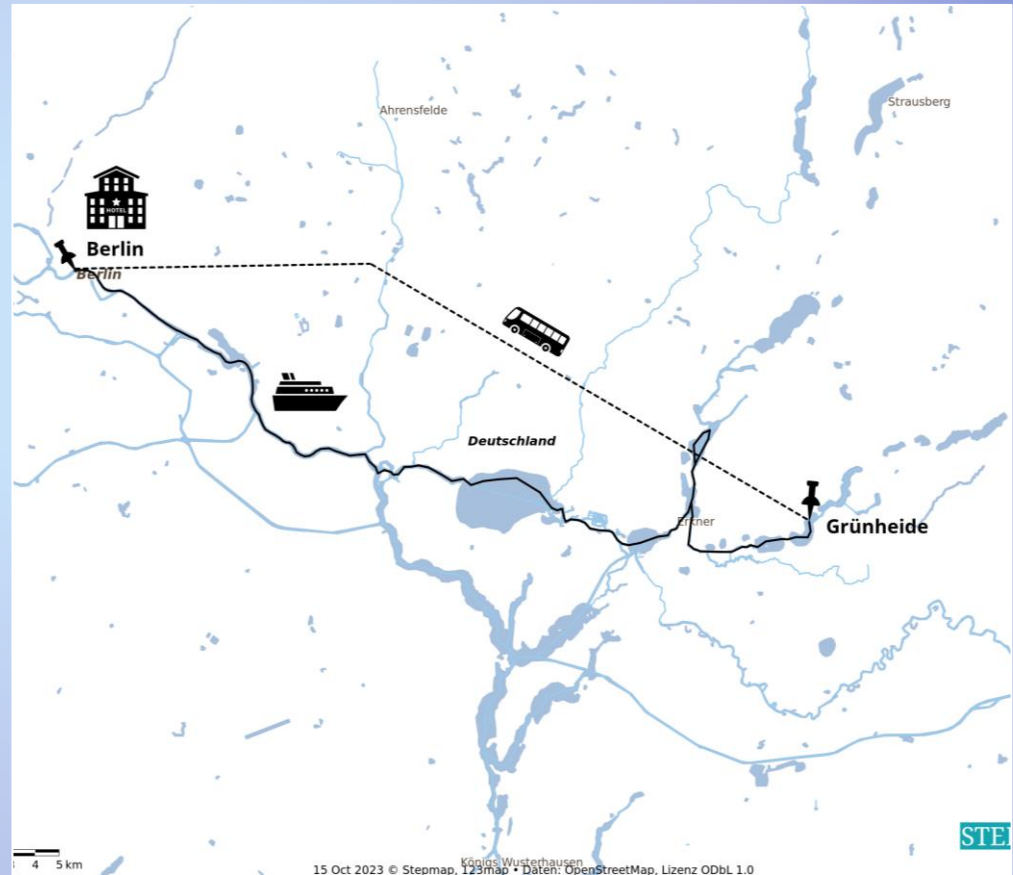 Strausberg
Ahrensfelde
HOTEL
Berlin
Berlin
Deutschland
Erkner
Grünheide
STE
4 5 km
Königs Wusterhausen
15 Oct 2023 © Stepmap, 123map • Daten: OpenStreetMap, Lizenz ODbL 1.0